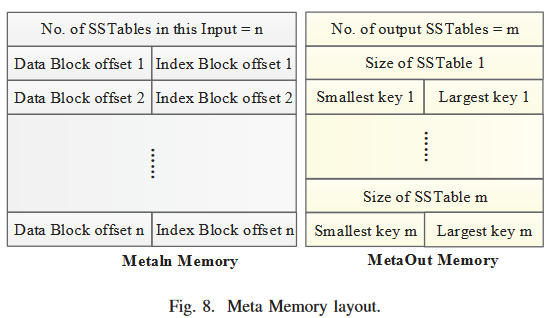 No. of SSTables in this Input = n
Data Block offset 1 Index Block offset 1
Data Block offset 2 Index Block offset 2
Data Block offset n Index Block offset n
MetaIn Memory
No. of output SSTables = m
Size of SSTable 1
Smallest key 1 Largest key 1
Size of SSTable m
Smallest key m Largest key m
MetaOut Memory
Fig. 8. Meta Memory layout.